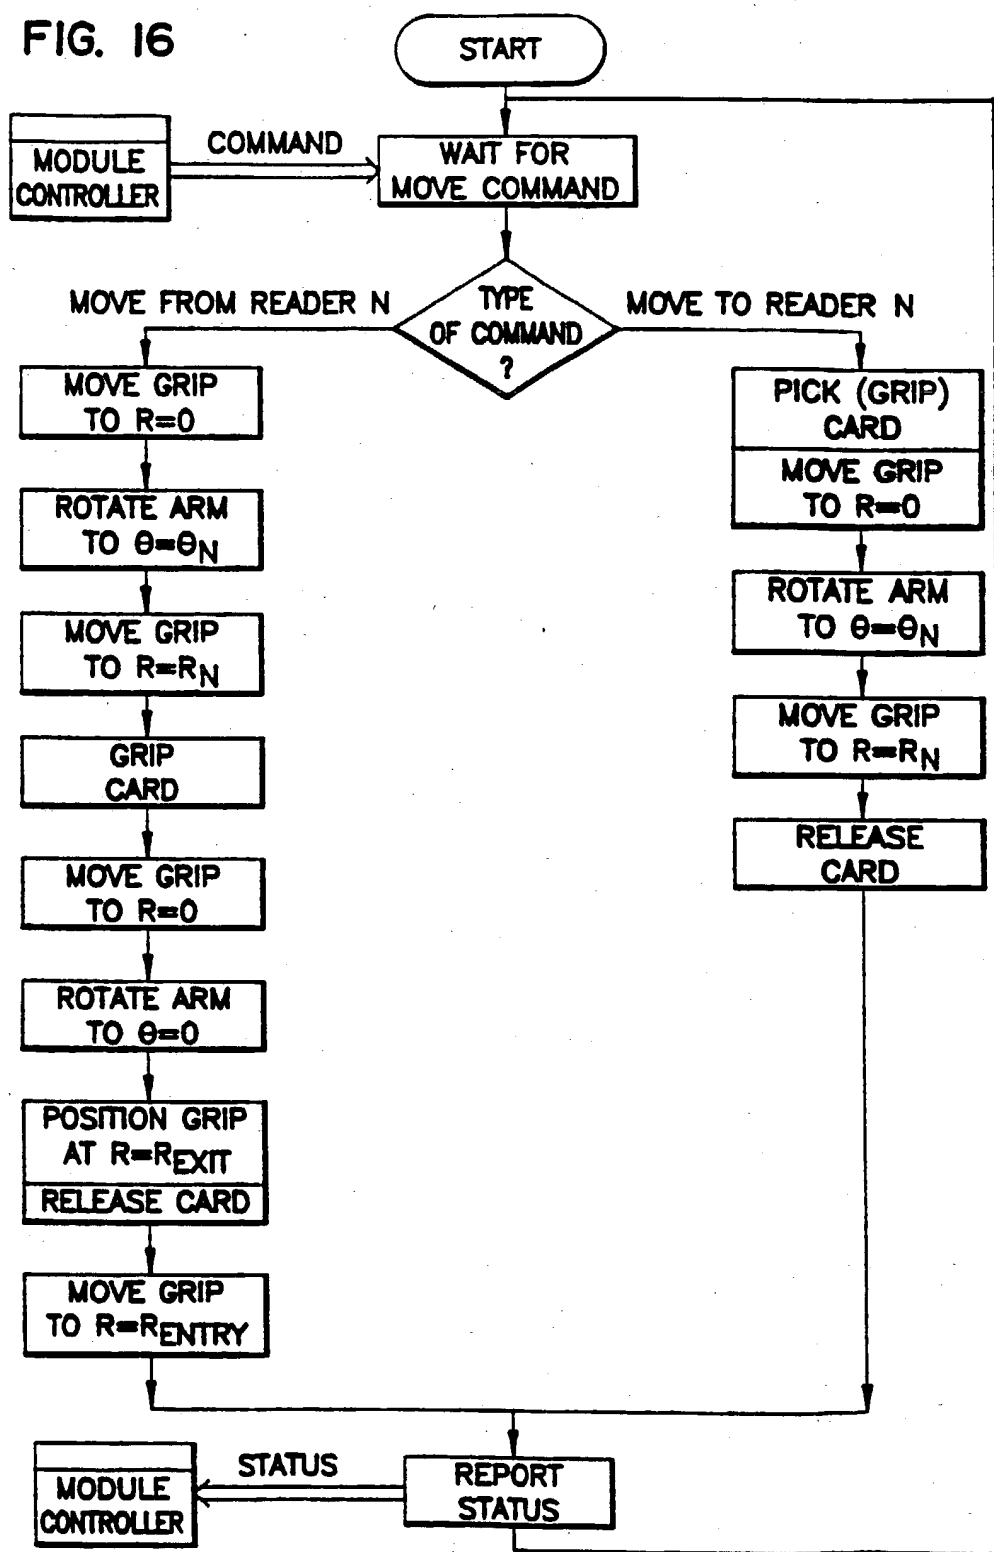 FIG. 16
START
COMMAND
MODULE
CONTROLLER
WAIT FOR
MOVE COMMAND
MOVE FROM READER N
TYPE
OF COMMAND
?
MOVE TO READER N
MOVE GRIP
TO R=0
ROTATE ARM
TO θ=θN
MOVE GRIP
TO R=RN
GRIP
CARD
MOVE GRIP
TO R=0
ROTATE ARM
TO θ=0
POSITION GRIP
AT R=REXIT
RELEASE CARD
MOVE GRIP
TO R=RENTRY
PICK (GRIP)
CARD
MOVE GRIP
TO R=0
ROTATE ARM
TO θ=θN
MOVE GRIP
TO R=RN
RELEASE
CARD
REPORT
STATUS
STATUS
MODULE
CONTROLLER